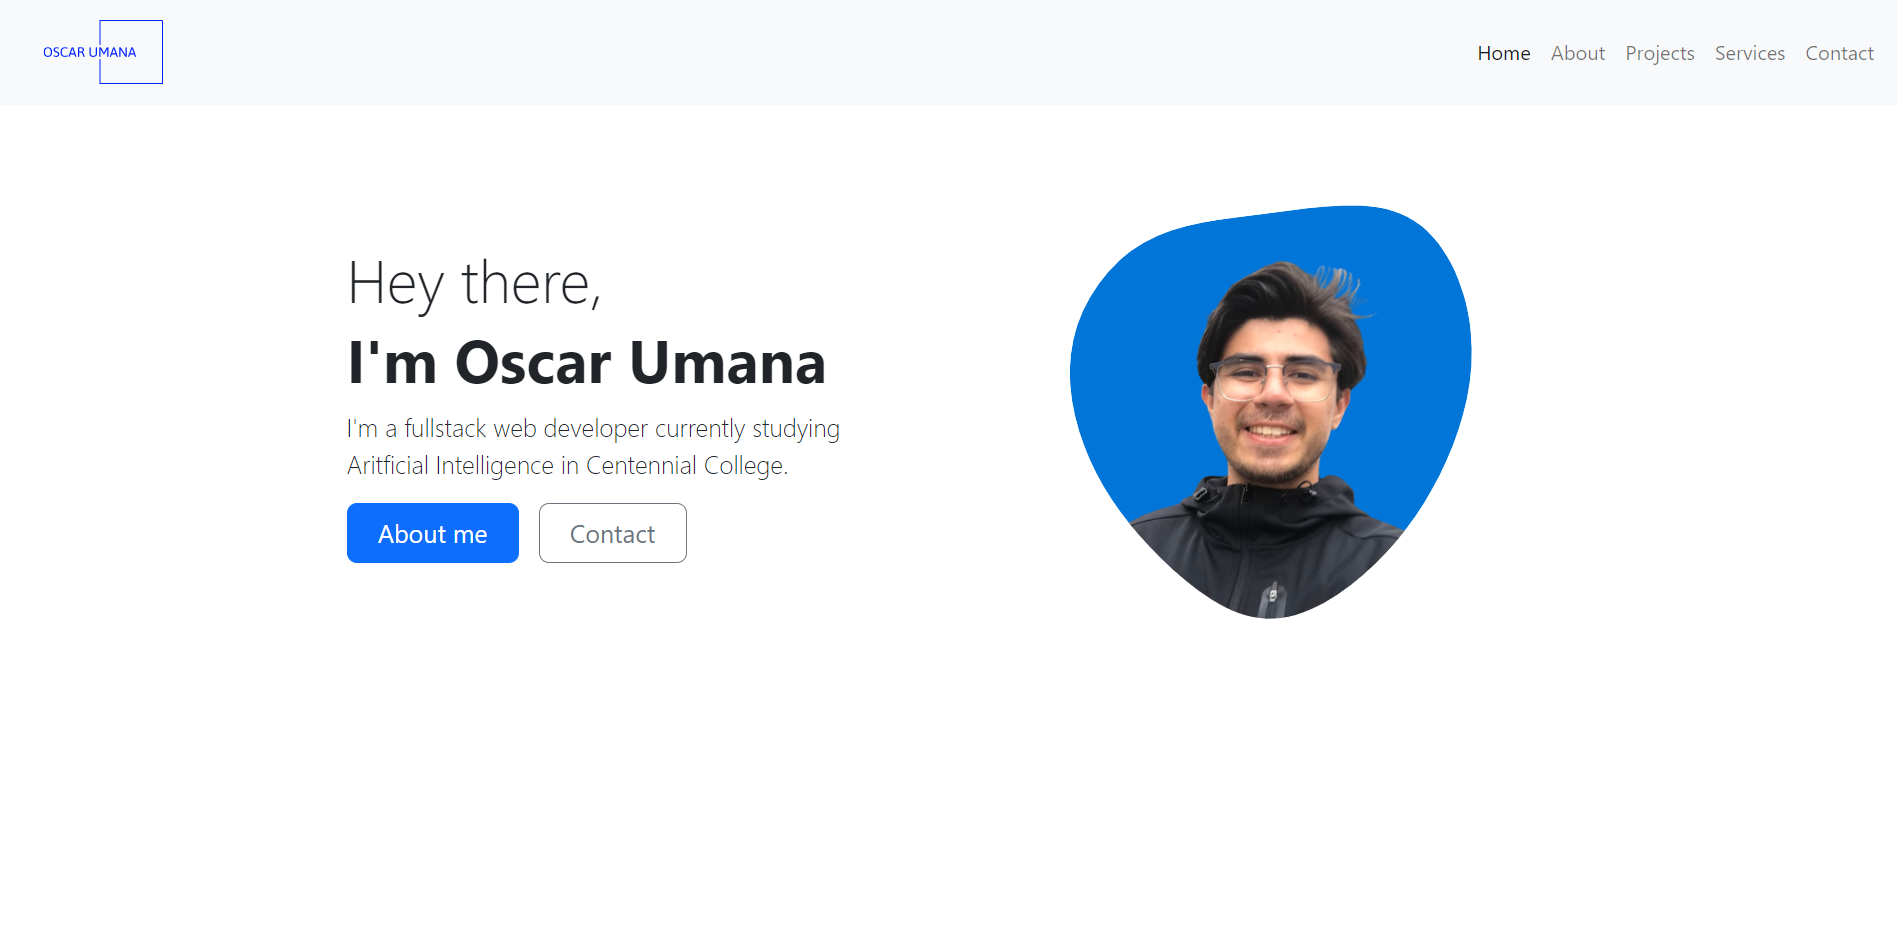 OSCAR UMANA
Home About Projects Services Contact
Hey there,
I'm Oscar Umana
I'm a fullstack web developer currently studying
Aritficial Intelligence in Centennial College.
About me Contact